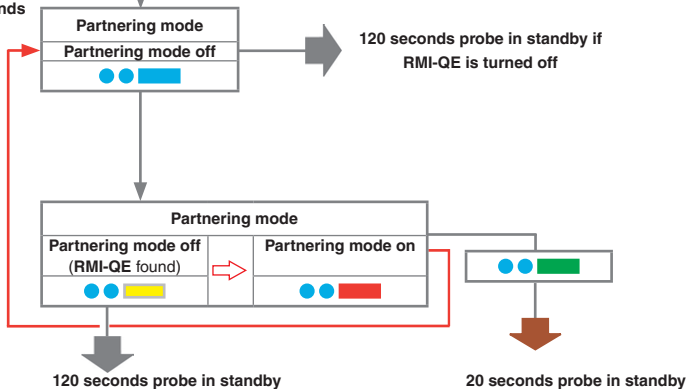 Partnering mode
Partnering mode off
120 seconds probe in standby if
RMI-QE is turned off
Partnering mode
Partnering mode off
(RMI-QE found)
Partnering mode on
120 seconds probe in standby
20 seconds probe in standby